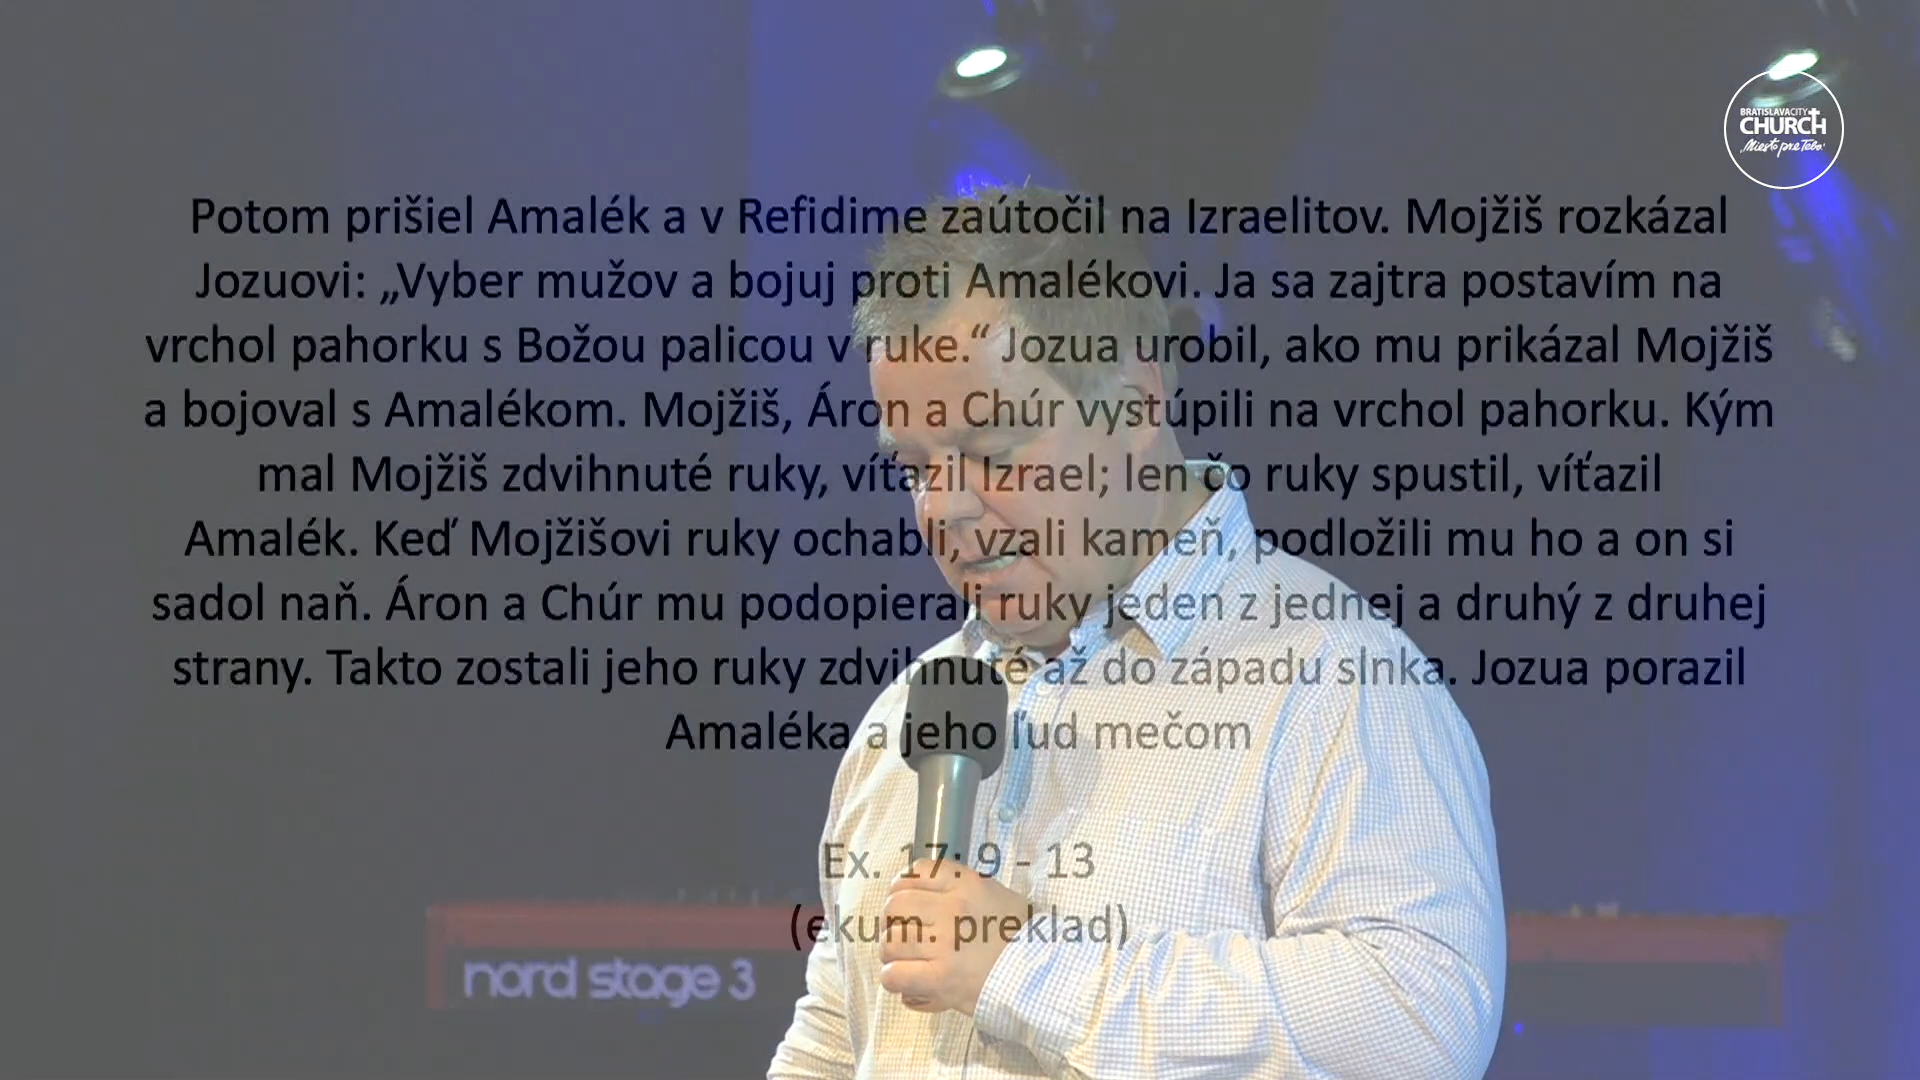 BRATISLAVACITY
CHURCH
„Miesto pre Teba“
Potom prišiel Amalék a v Refidime zaútočil na Izraelitov. Mojžiš rozkázal
Jozuovi: „Vyber mužov a bojuj proti Amalékovi. Ja sa zajtra postavím na
vrchol pahorku s Božou palicou v ruke.“ Jozua urobil, ako mu prikázal Mojžiš
a bojoval s Amalékom. Mojžiš, Áron a Chúr vystúpili na vrchol pahorku. Kým
mal Mojžiš zdvihnuté ruky, víťazil Izrael; len čo ruky spustil, víťazil
Amalék. Keď Mojžišovi ruky ochabli, vzali kameň, podložili mu ho a on si
sadol naň. Áron a Chúr mu podopierali ruky jeden z jednej a druhý z druhej
strany. Takto zostali jeho ruky zdvihnuté až do západu slnka. Jozua porazil
Amaléka a jeho ľud mečom
Ex. 17: 9 - 13
(ekum. preklad)
nord stage 3